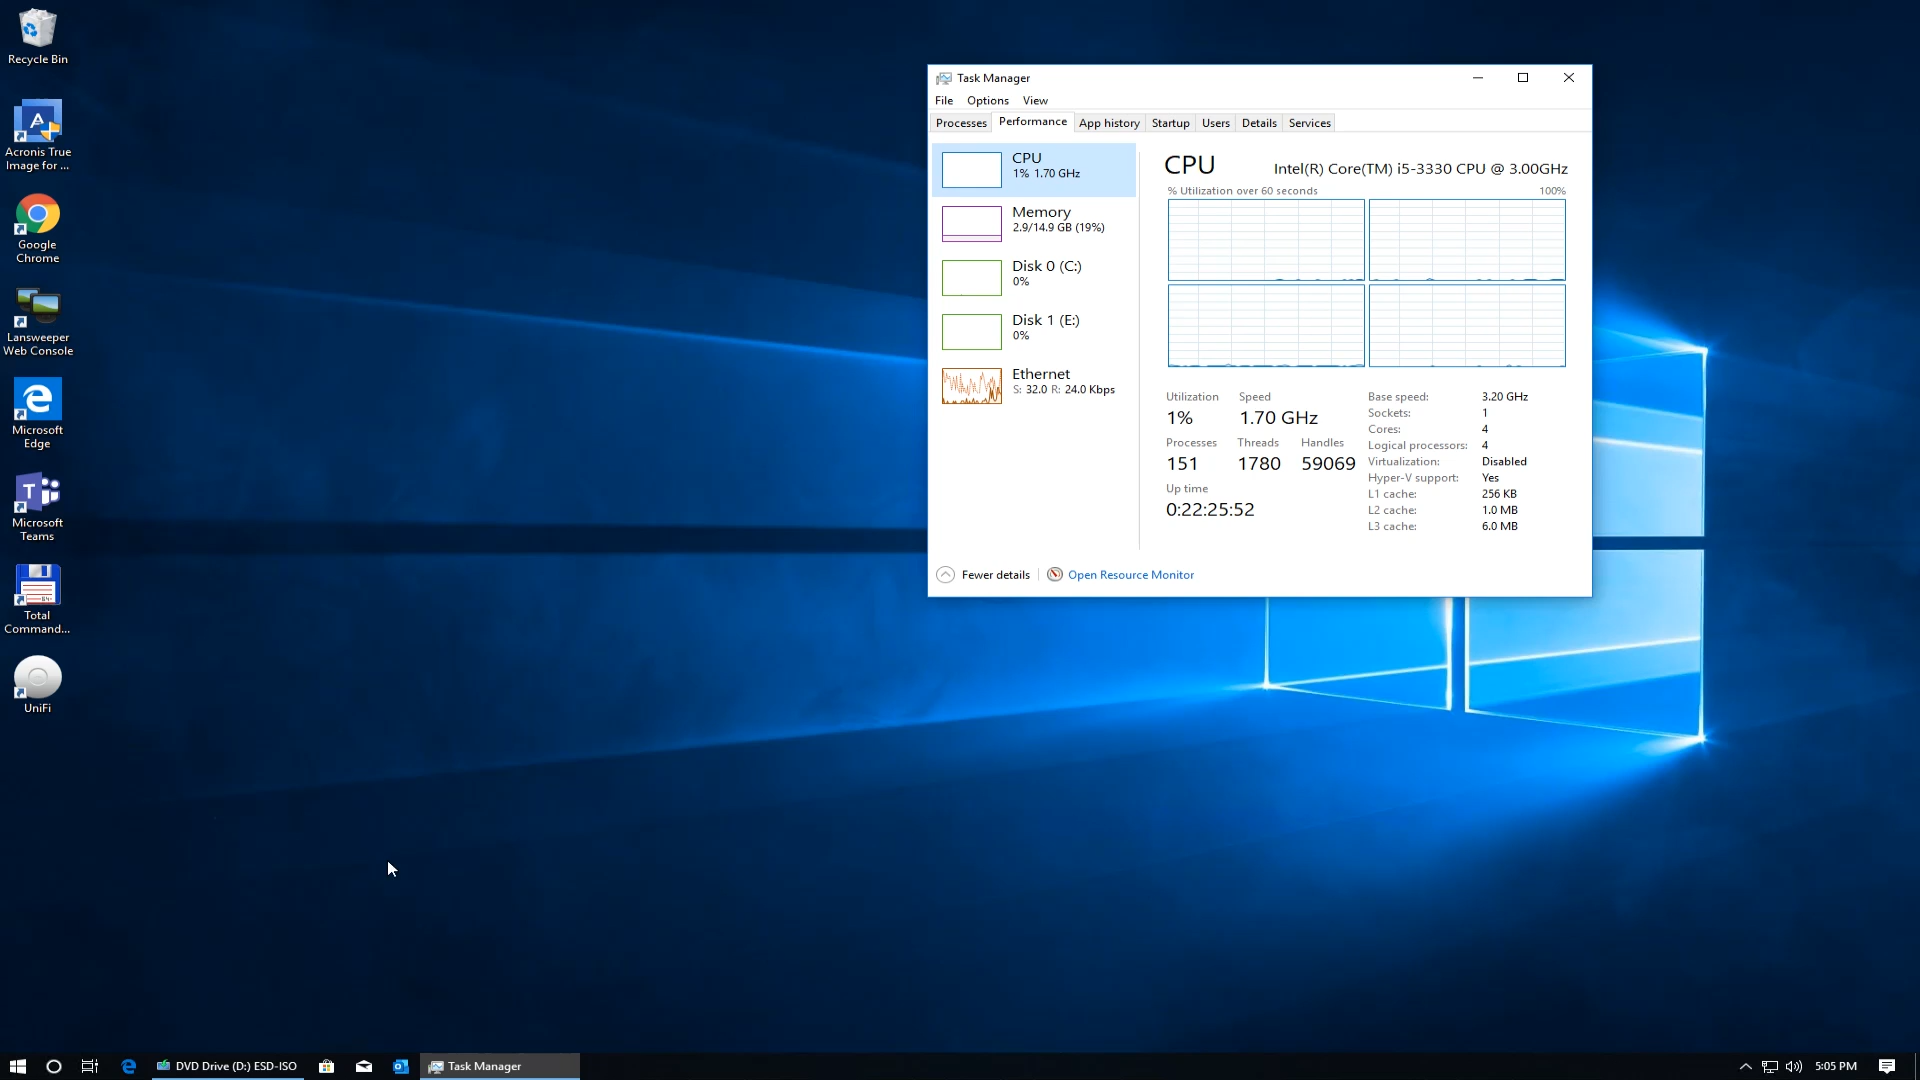 Recycle Bin
Acronis True
Image for ...
Google
Chrome
Lansweeper
Web Console
Microsoft
Edge
Microsoft
Teams
Total
Command...
UniFi
Task Manager
File Options View
Processes Performance App history Startup Users Details Services
CPU
1% 1.70 GHz
Memory
2.9/14.9 GB (19%)
Disk 0 (C:)
0%
Disk 1 (E:)
0%
Ethernet
S: 32.0 R: 24.0 Kbps
CPU Intel(R) Core(TM) i5-3330 CPU @ 3.00GHz
% Utilization over 60 seconds 100%
Utilization Speed
1% 1.70 GHz
Processes Threads Handles
151 1780 59069
Up time
0:22:25:52
Base speed: 3.20 GHz
Sockets: 1
Cores: 4
Logical processors: 4
Virtualization: Disabled
Hyper-V support: Yes
L1 cache: 256 KB
L2 cache: 1.0 MB
L3 cache: 6.0 MB
Fewer details Open Resource Monitor
DVD Drive (D:) ESD-ISO Task Manager 5:05 PM